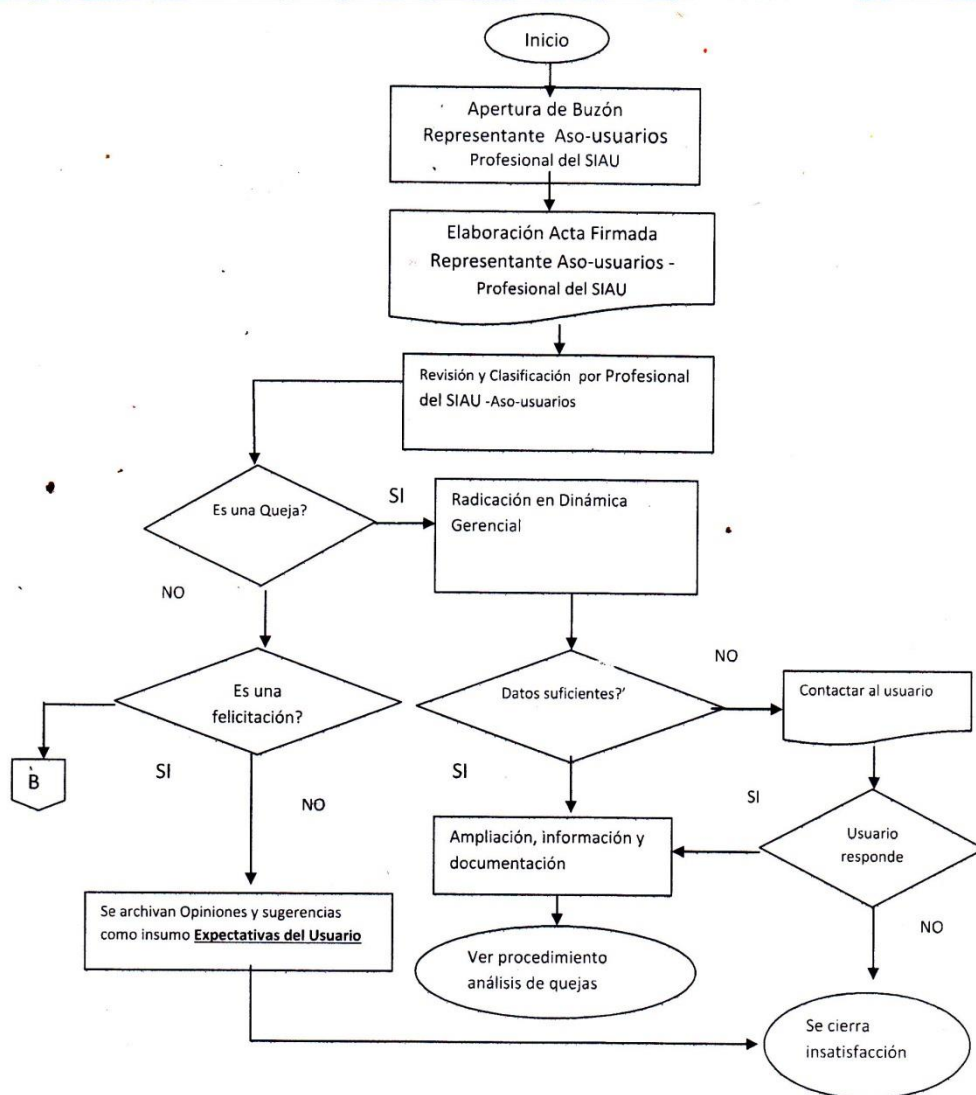 Inicio
Apertura de Buzón
Representante Aso-usuarios
Profesional del SIAU
Elaboración Acta Firmada
Representante Aso-usuarios -
Profesional del SIAU
Revisión y Clasificación por Profesional
del SIAU -Aso-usuarios
Es una Queja?
SI
Radicación en Dinámica
Gerencial
NO
Es una
felicitación?
Datos suficientes?’
NO
Contactar al usuario
B
SI
NO
SI
SI
Ampliación, información y
documentación
Usuario
responde
Se archivan Opiniones y sugerencias
como insumo Expectativas del Usuario
NO
Ver procedimiento
análisis de quejas
Se cierra
insatisfacción